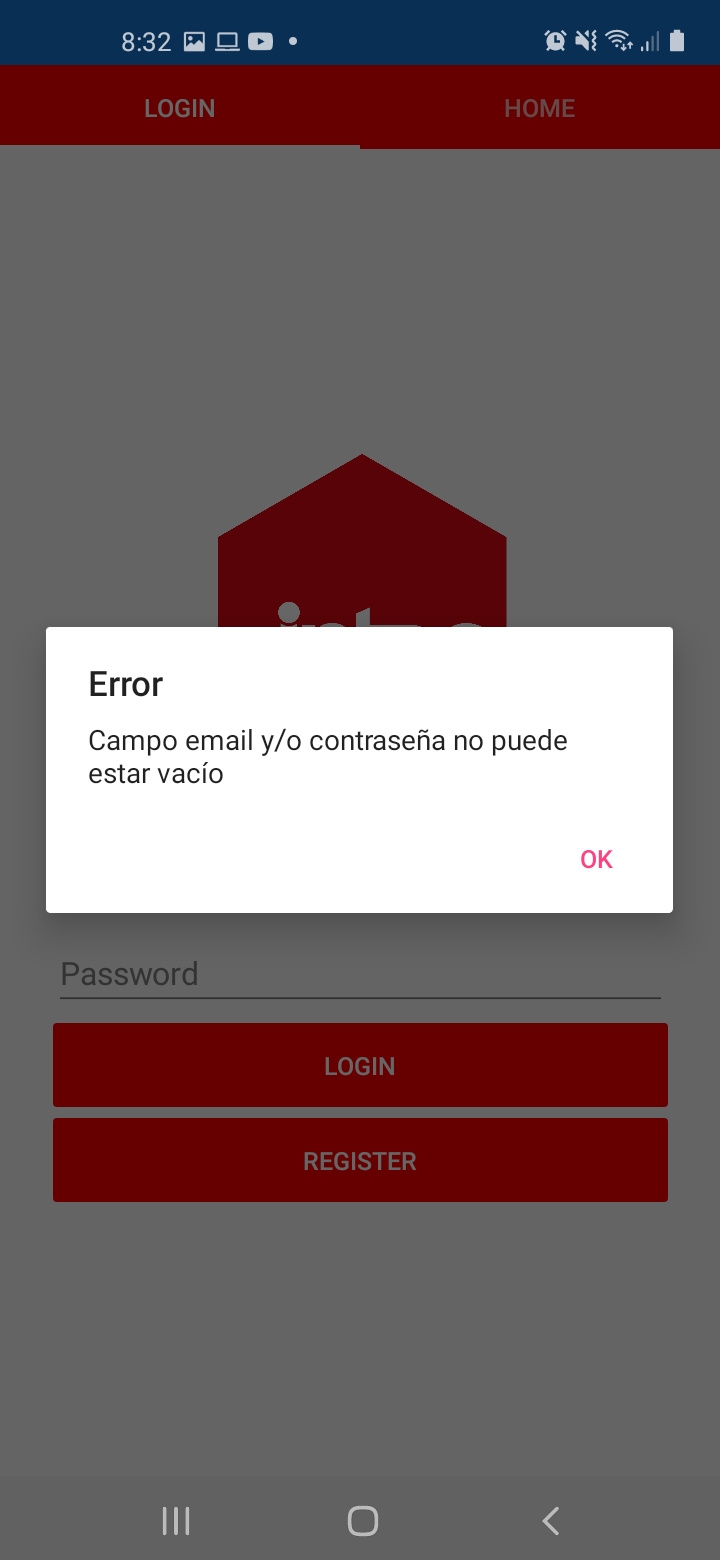 8:32
LOGIN
HOME
Error
Campo email y/o contraseña no puede
estar vacío
OK
Password
LOGIN
REGISTER